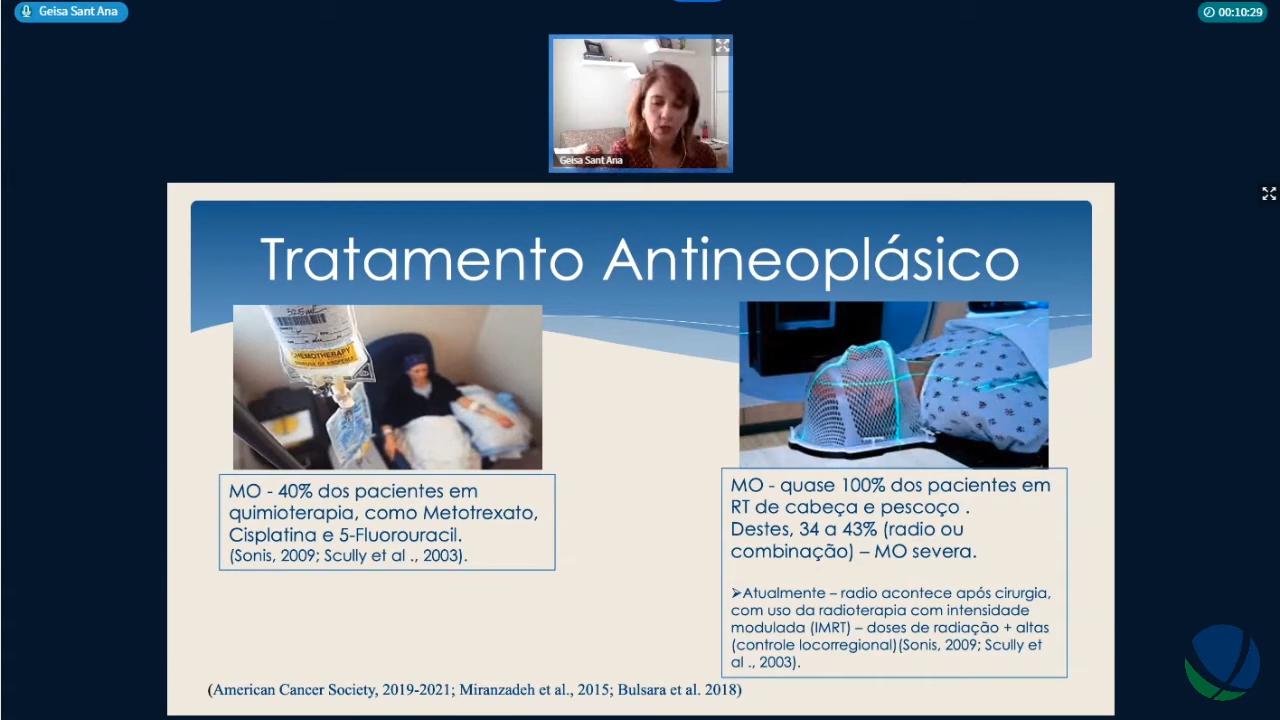 Geisa Sant Ana
00:10:29
Geisa Sant Ana
Tratamento Antineoplásico
CHEMOTHERAPY
MO - 40% dos pacientes em
quimioterapia, como Metotrexato,
Cisplatina e 5-Fluorouracil.
(Sonis, 2009; Scully et al ., 2003).
MO - quase 100% dos pacientes em
RT de cabeça e pescoço .
Destes, 34 a 43% (radio ou
combinação) – MO severa.
➢Atualmente – radio acontece após cirurgia,
com uso da radioterapia com intensidade
modulada (IMRT) – doses de radiação + altas
(controle locorregional)(Sonis, 2009; Scully et
al ., 2003).
(American Cancer Society, 2019-2021; Miranzadeh et al., 2015; Bulsara et al. 2018)